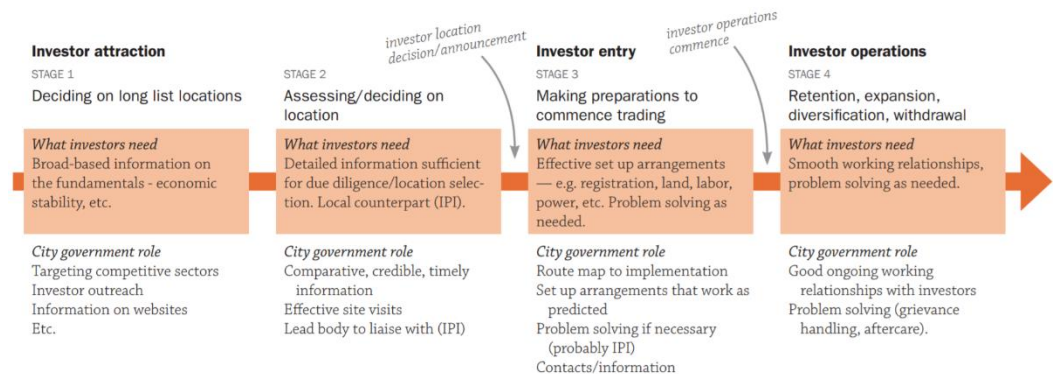 investor location
decision/announcement
investor operations
commence
Investor attraction
STAGE 1
Deciding on long list locations
What investors need
Broad-based information on
the fundamentals - economic
stability, etc.
City government role
Targeting competitive sectors
Investor outreach
Information on websites
Etc.
STAGE 2
Assessing/deciding on
location
What investors need
Detailed information sufficient
for due diligence/location selec-
tion. Local counterpart (IPI).
City government role
Comparative, credible, timely
information
Effective site visits
Lead body to liaise with (IPI)
Investor entry
STAGE 3
Making preparations to
commence trading
What investors need
Effective set up arrangements
— e.g. registration, land, labor,
power, etc. Problem solving as
needed.
City government role
Route map to implementation
Set up arrangements that work as
predicted
Problem solving if necessary
(probably IPI)
Contacts/information
Investor operations
STAGE 4
Retention, expansion,
diversification, withdrawal
What investors need
Smooth working relationships,
problem solving as needed.
City government role
Good ongoing working
relationships with investors
Problem solving (grievance
handling, aftercare).